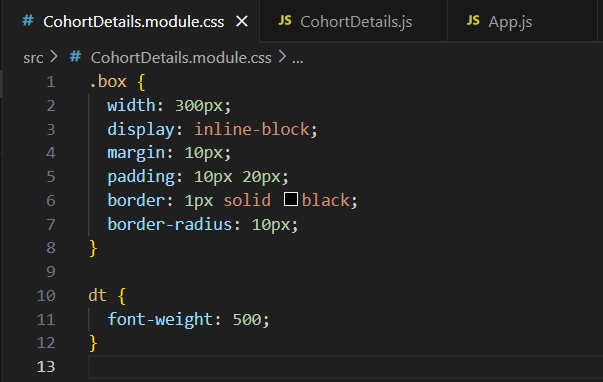 # CohortDetails.module.css × JS CohortDetails.js JS App.js
src > # CohortDetails.module.css > ...
1 .box {
2 width: 300px;
3 display: inline-block;
4 margin: 10px;
5 padding: 10px 20px;
6 border: 1px solid black;
7 border-radius: 10px;
8 }
9
10 dt {
11 font-weight: 500;
12 }
13